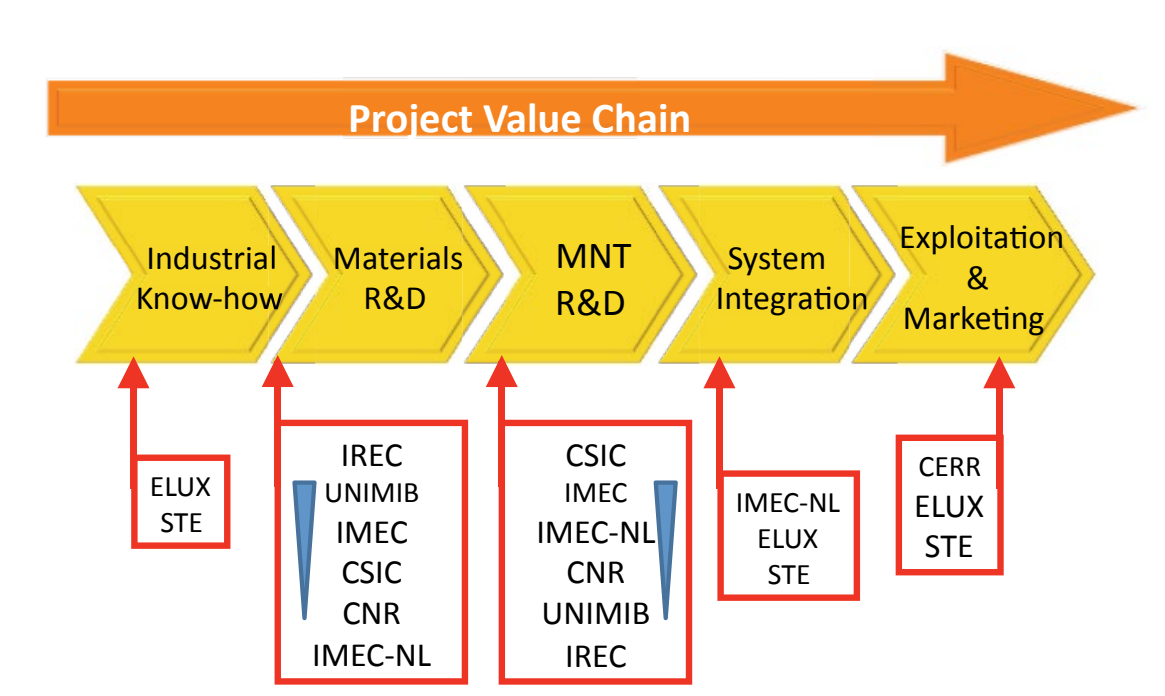 Project Value Chain
Industrial
Know-how
Materials
R&D
MNT
R&D
System
Integration
Exploitation
&
Marketing
ELUX
STE
IREC
UNIMIB
IMEC
CSIC
CNR
IMEC-NL
CSIC
IMEC
IMEC-NL
CNR
UNIMIB
IREC
IMEC-NL
ELUX
STE
CERR
ELUX
STE